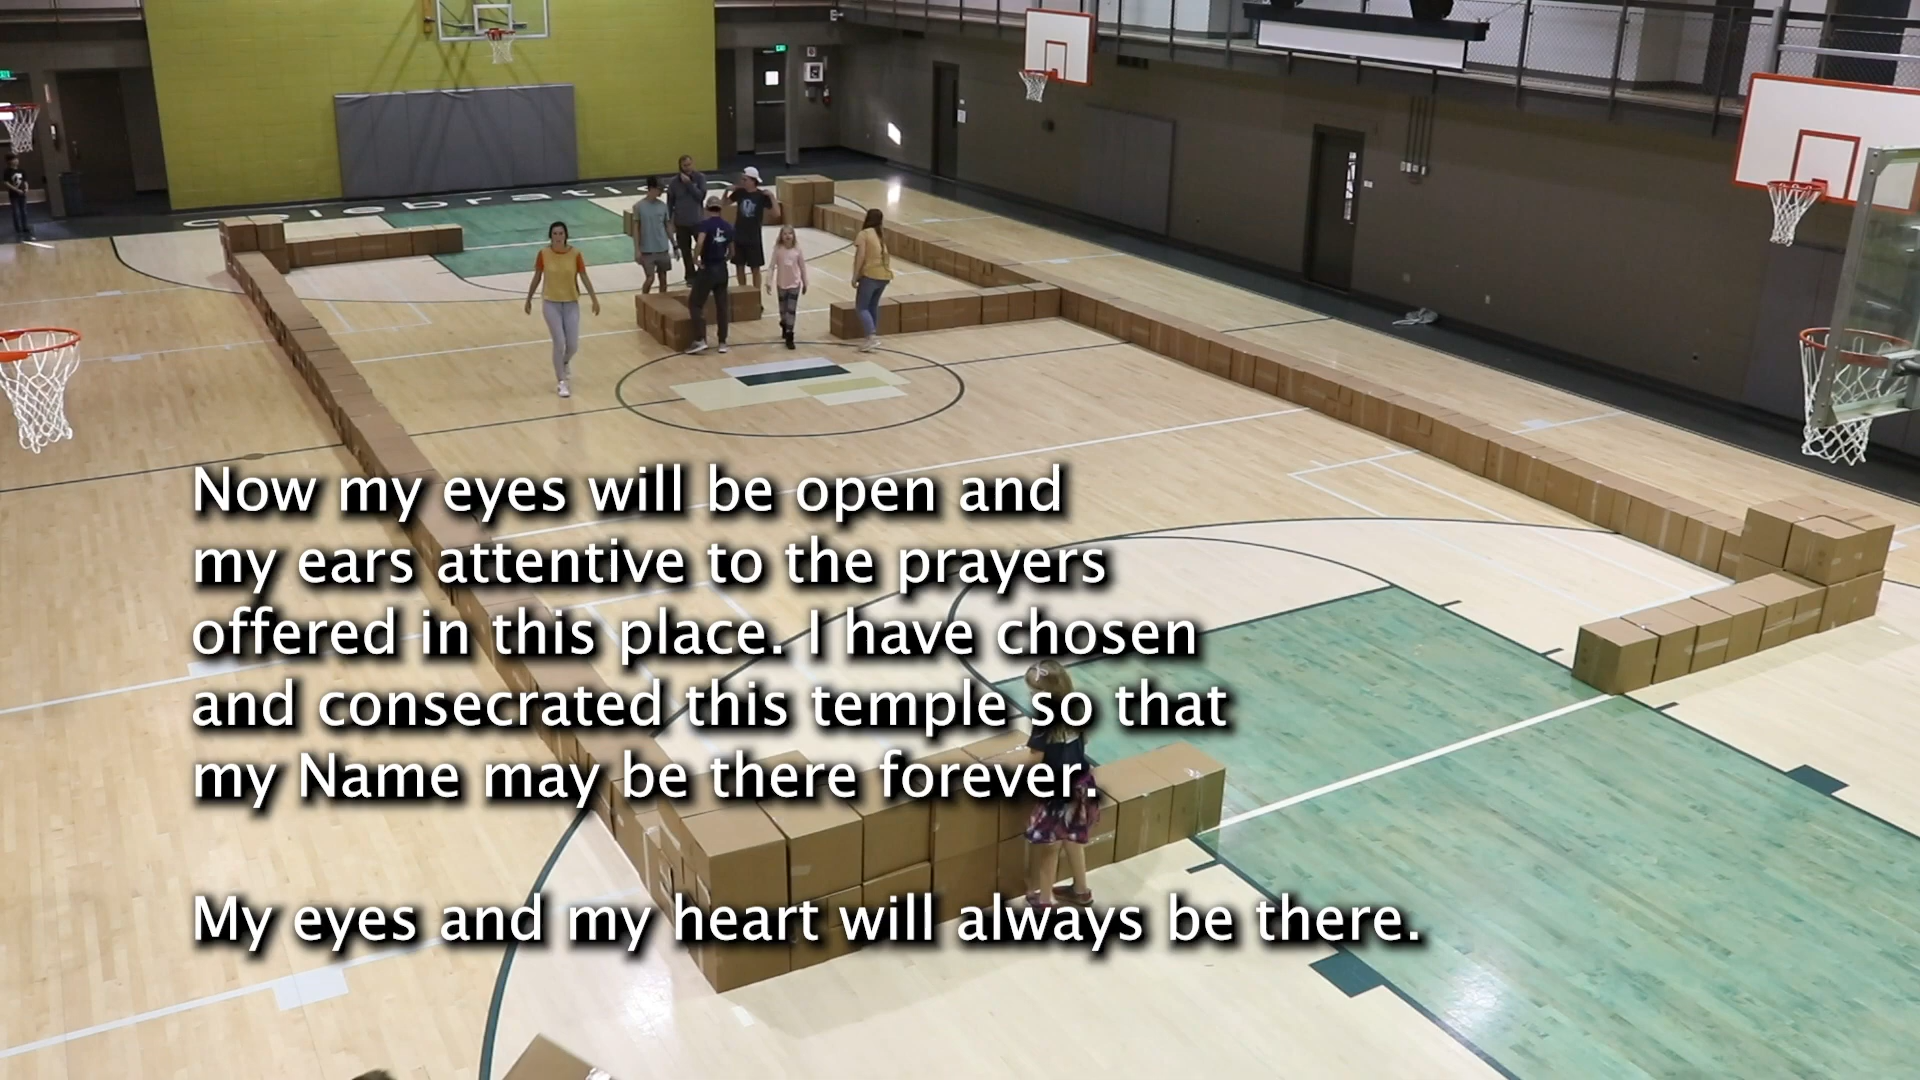 Celebration
Now my eyes will be open and
my ears attentive to the prayers
offered in this place. I have chosen
and consecrated this temple so that
my Name may be there forever.
My eyes and my heart will always be there.